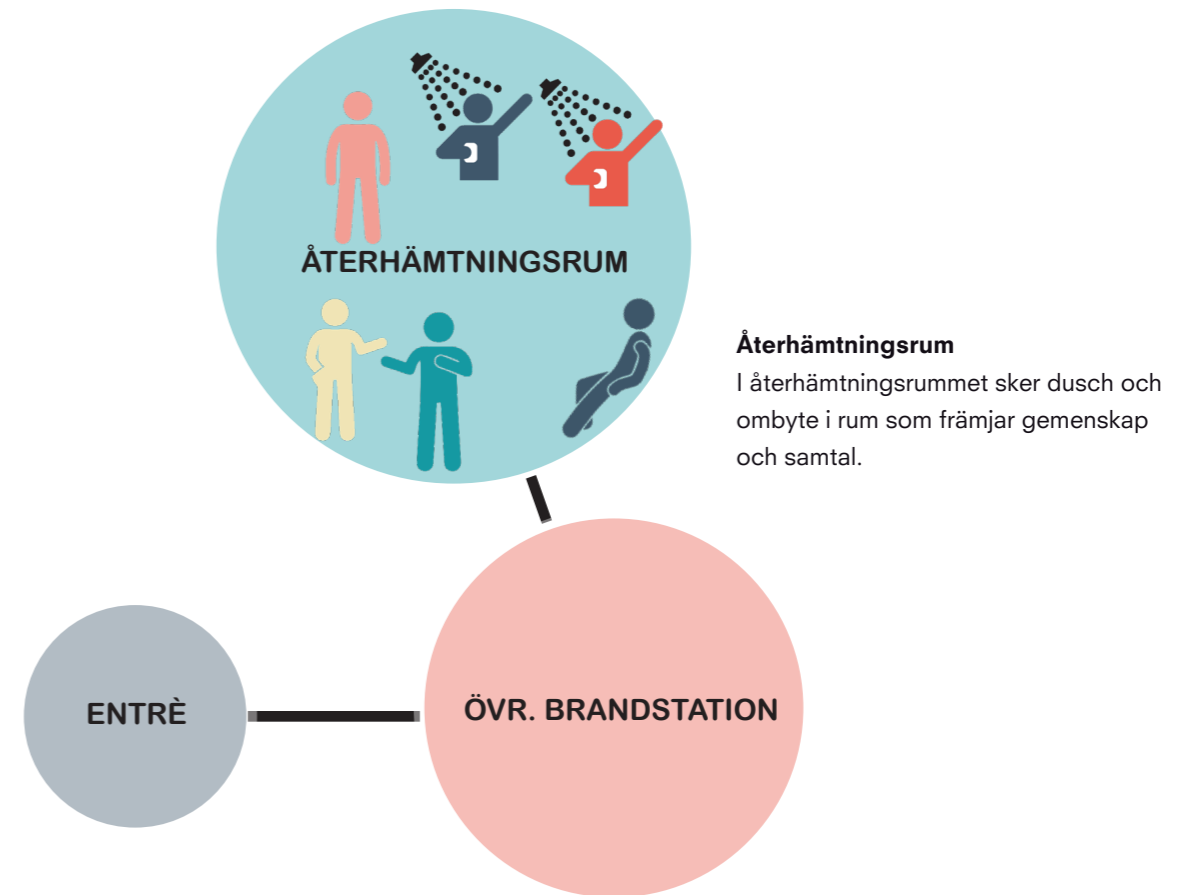 ÅTERHÄMTNINGSRUM
Återhämtningsrum
I återhämtningsrummet sker dusch och
ombyte i rum som främjar gemenskap
och samtal.
ENTRÈ
ÖVR. BRANDSTATION